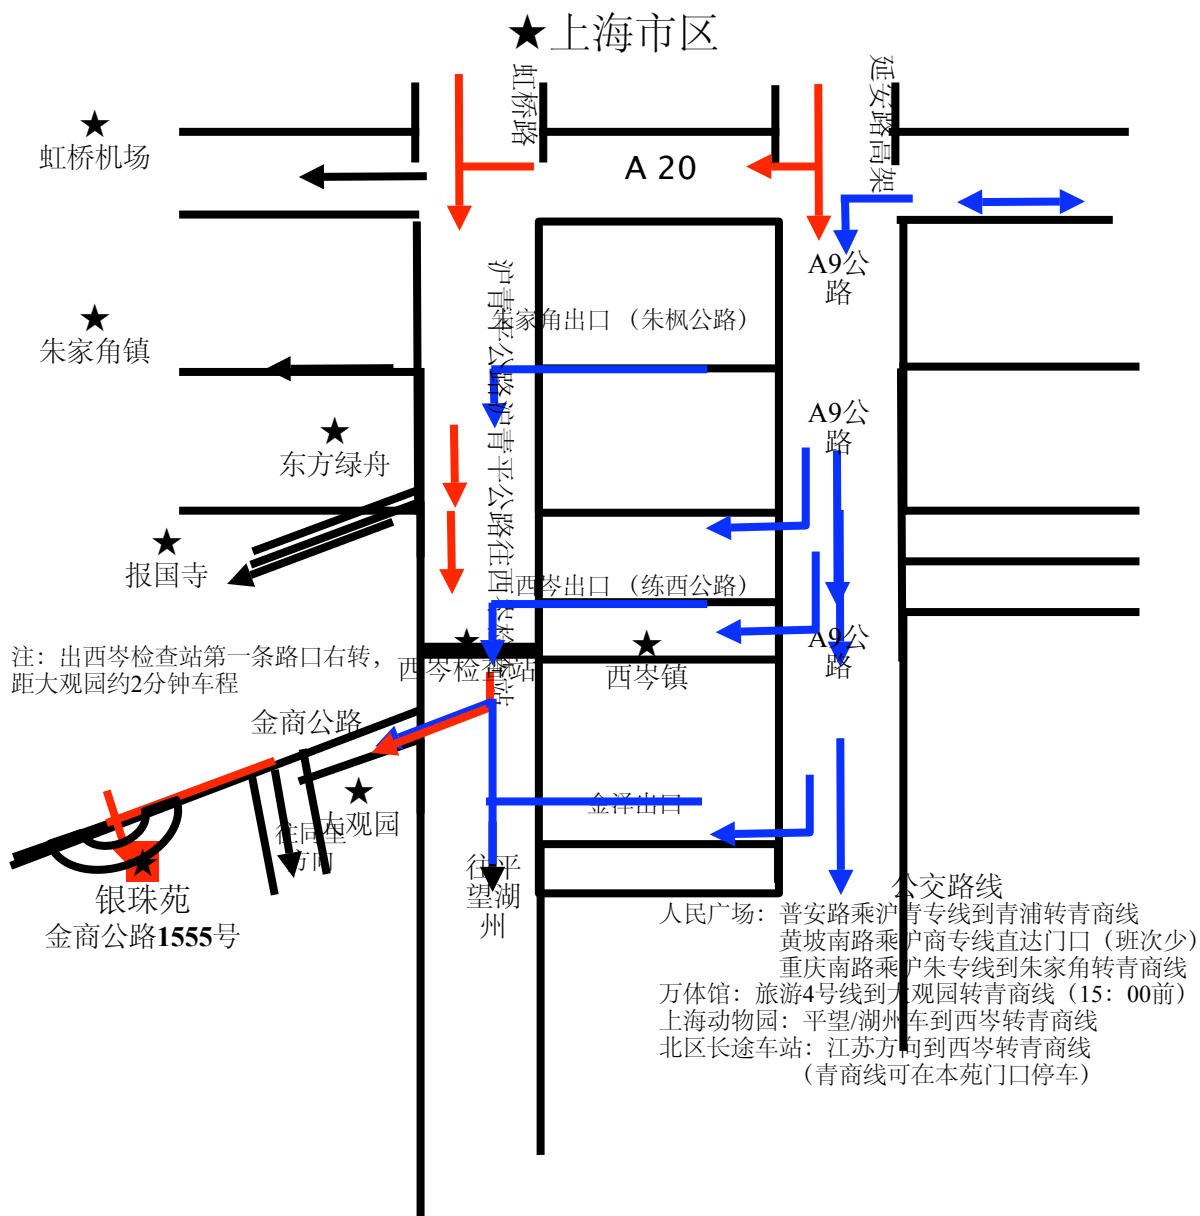 ★上海市区
虹桥路
延安路高架
★
虹桥机场
A 20
A9公
路
沪青平公路沪青平公路往西岑检查站
朱家角出口 （朱枫公路）
★
朱家角镇
A9公
路
★
东方绿舟
★
报国寺
西岑出口 （练西公路）
A9公
路
注：出西岑检查站第一条路口右转，
距大观园约2分钟车程
★
西岑检查站
★
西岑镇
金商公路
★
大观园
往同里
方向
金泽出口
★
银珠苑
金商公路1555号
往平
望湖
州
公交路线
人民广场：普安路乘沪青专线到青浦转青商线
黄坡南路乘沪商专线直达门口（班次少）
重庆南路乘沪朱专线到朱家角转青商线
万体馆：旅游4号线到大观园转青商线（15：00前）
上海动物园：平望/湖州车到西岑转青商线
北区长途车站：江苏方向到西岑转青商线
（青商线可在本苑门口停车）